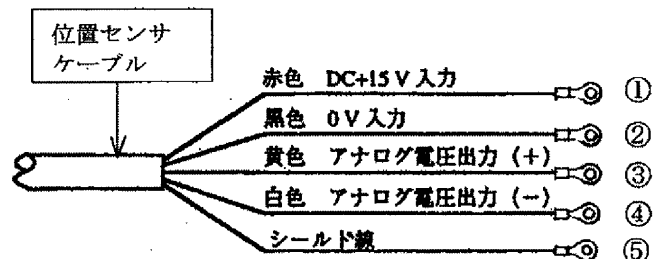 位置センサ
ケーブル
赤色 DC+15V入力 ①
黒色 0V入力 ②
黄色 アナログ電圧出力（+） ③
白色 アナログ電圧出力（−） ④
シールド線 ⑤